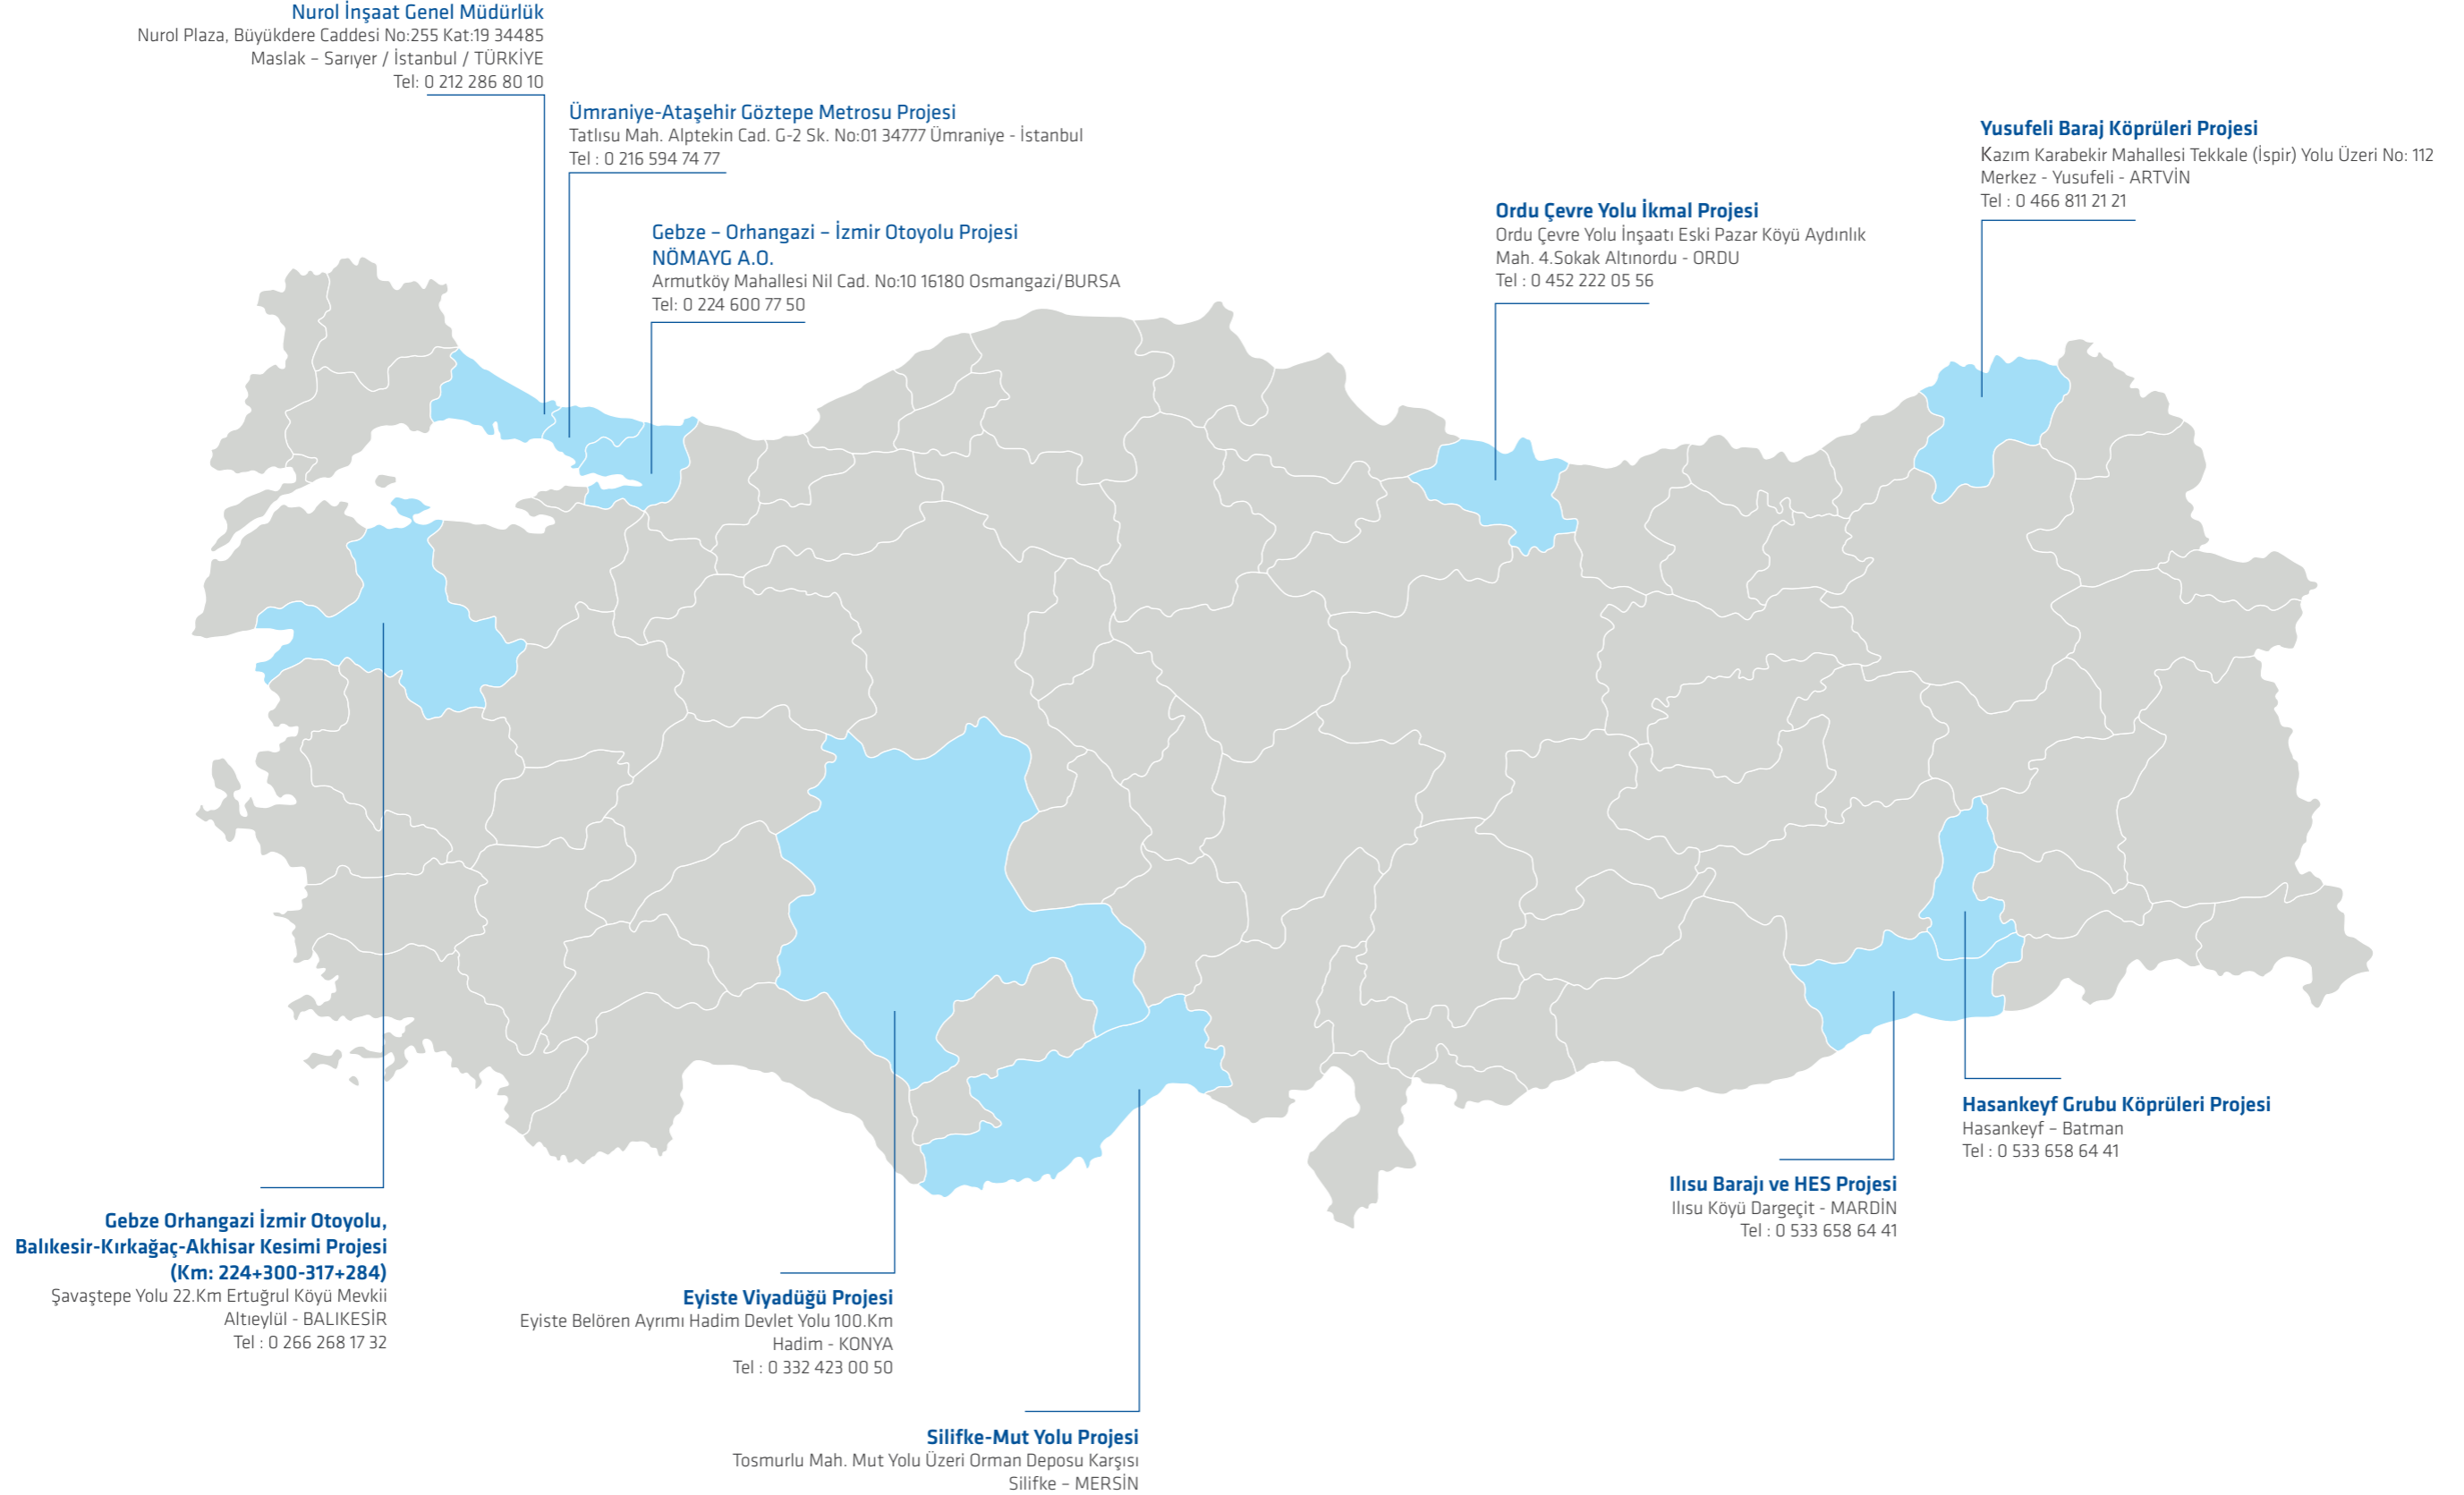 Nurol İnşaat Genel Müdürlük
Nurol Plaza, Büyükdere Caddesi No:255 Kat:19 34485
Maslak – Sarıyer / İstanbul / TÜRKİYE
Tel: 0 212 286 80 10
Ümraniye-Ataşehir Göztepe Metrosu Projesi
Tatlısu Mah. Alptekin Cad. G-2 Sk. No:01 34777 Ümraniye - İstanbul
Tel : 0 216 594 74 77
Gebze – Orhangazi – İzmir Otoyolu Projesi
NÖMAYG A.O.
Armutköy Mahallesi Nil Cad. No:10 16180 Osmangazi/BURSA
Tel: 0 224 600 77 50
Ordu Çevre Yolu İkmal Projesi
Ordu Çevre Yolu İnşaatı Eski Pazar Köyü Aydınlık
Mah. 4.Sokak Altınordu - ORDU
Tel : 0 452 222 05 56
Yusufeli Baraj Köprüleri Projesi
Kazım Karabekir Mahallesi Tekkale (İspir) Yolu Üzeri No: 112
Merkez - Yusufeli - ARTVİN
Tel : 0 466 811 21 21
Gebze Orhangazi İzmir Otoyolu,
Balıkesir-Kırkağaç-Akhisar Kesimi Projesi
(Km: 224+300-317+284)
Şavaştepe Yolu 22.Km Ertuğrul Köyü Mevkii
Altıeylül - BALIKESİR
Tel : 0 266 268 17 32
Eyiste Viyadüğü Projesi
Eyiste Belören Ayrımı Hadim Devlet Yolu 100.Km
Hadim - KONYA
Tel : 0 332 423 00 50
Silifke-Mut Yolu Projesi
Tosmurlu Mah. Mut Yolu Üzeri Orman Deposu Karşısı
Silifke – MERSİN
Ilısu Barajı ve HES Projesi
Ilısu Köyü Dargeçit - MARDİN
Tel : 0 533 658 64 41
Hasankeyf Grubu Köprüleri Projesi
Hasankeyf – Batman
Tel : 0 533 658 64 41